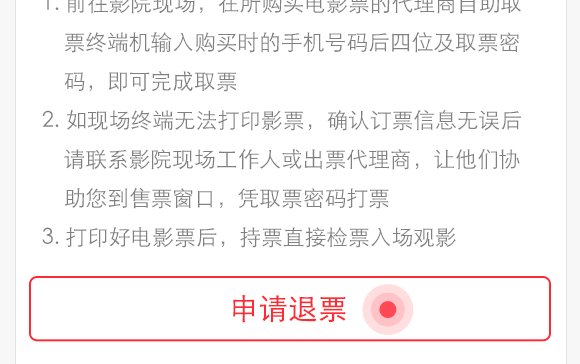 1. 前往影院现场，在所购买电影票的代理商自助取
票终端机输入购买时的手机号码后四位及取票密
码，即可完成取票
2. 如现场终端无法打印影票，确认订票信息无误后
请联系影院现场工作人或出票代理商，让他们协
助您到售票窗口，凭取票密码打票
3. 打印好电影票后，持票直接检票入场观影
申请退票